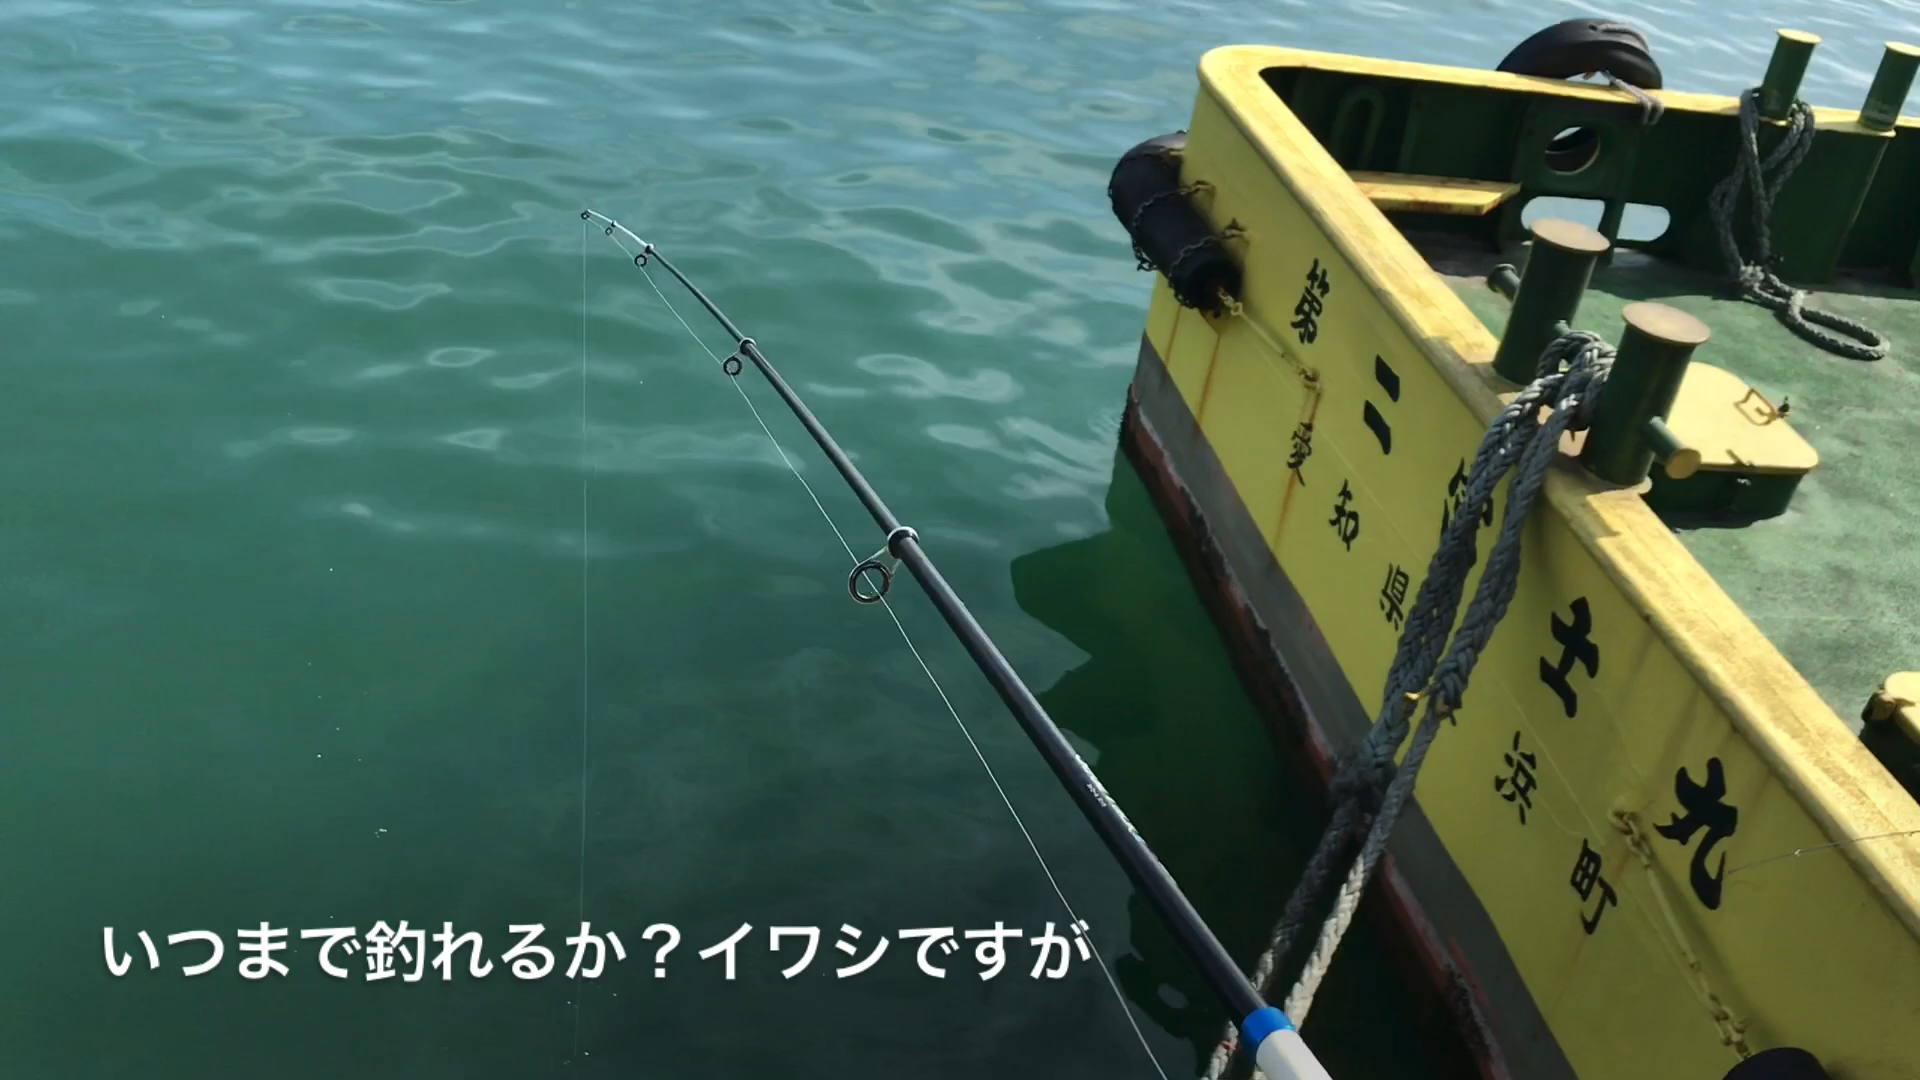 第二富士丸
愛知県浜町
いつまで釣れるか？イワシですが